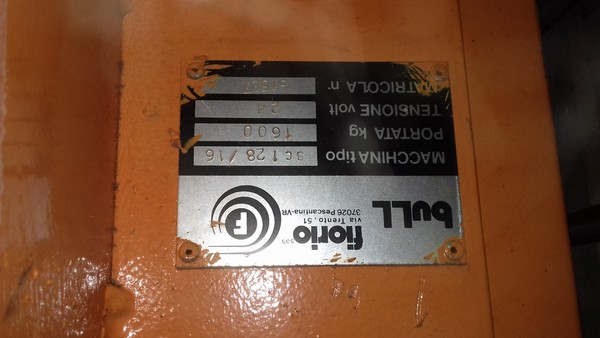 fiorio sas
via Trento, 51
37026 Pescantina-VR
F
buLL
MACCHINA tipo 3c128/16
PORTATA kg 1600
TENSIONE volt 24
MATRICOLA n°